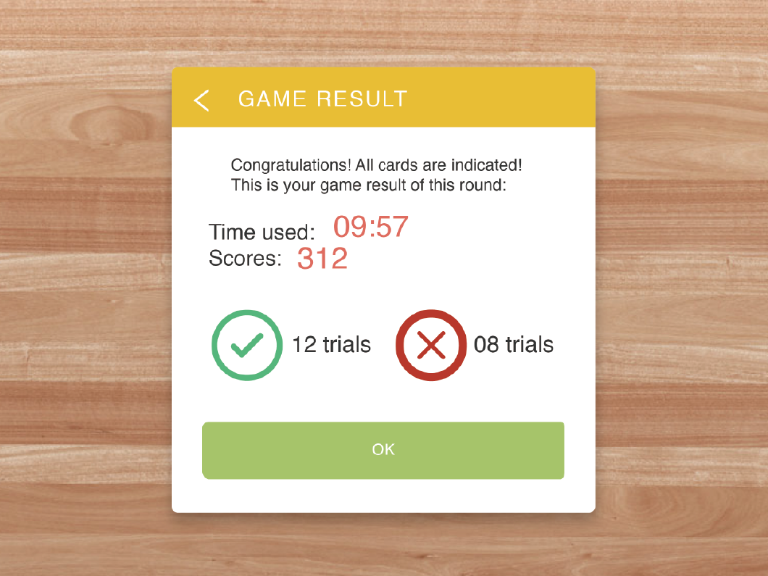 GAME RESULT
Congratulations! All cards are indicated!
This is your game result of this round:
Time used: 09:57
Scores: 312
12 trials 08 trials
OK